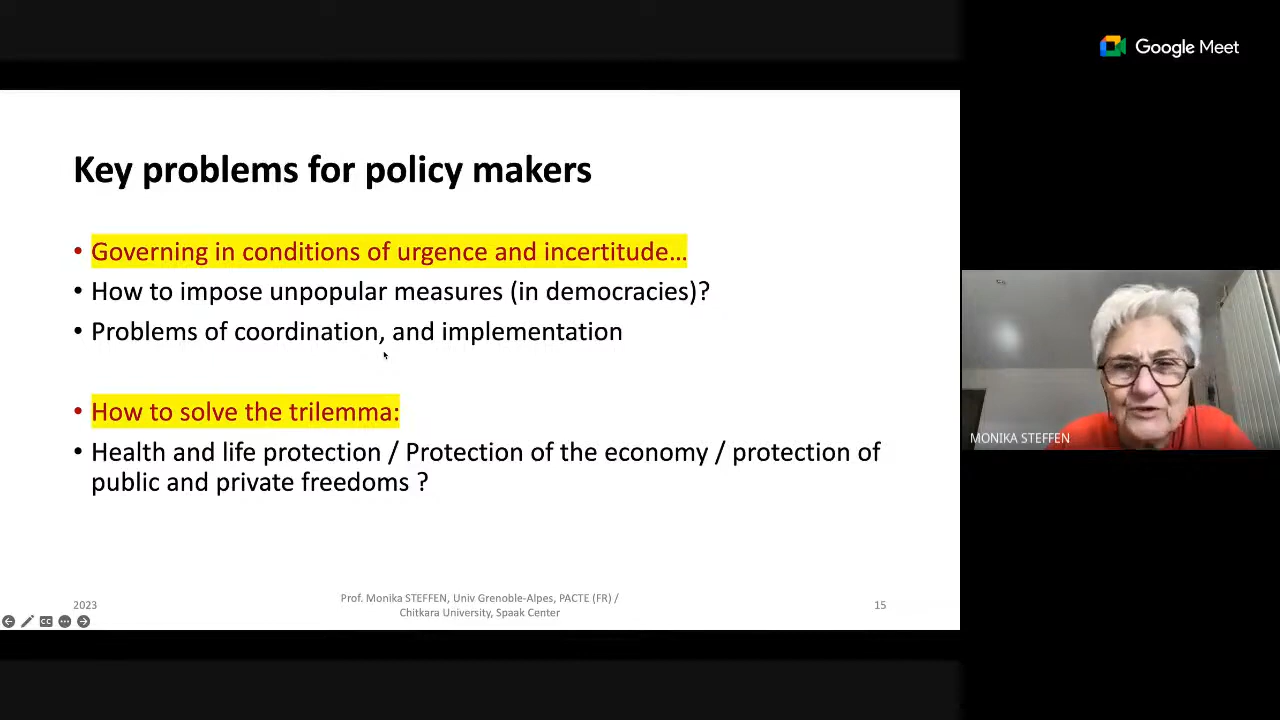 Google Meet
Key problems for policy makers
• Governing in conditions of urgence and incertitude…
• How to impose unpopular measures (in democracies)?
• Problems of coordination, and implementation
• How to solve the trilemma:
• Health and life protection / Protection of the economy / protection of
public and private freedoms ?
MONIKA STEFFEN
2023
Prof. Monika STEFFEN, Univ Grenoble-Alpes, PACTE (FR) /
Chitkara University, Spaak Center
15
CC